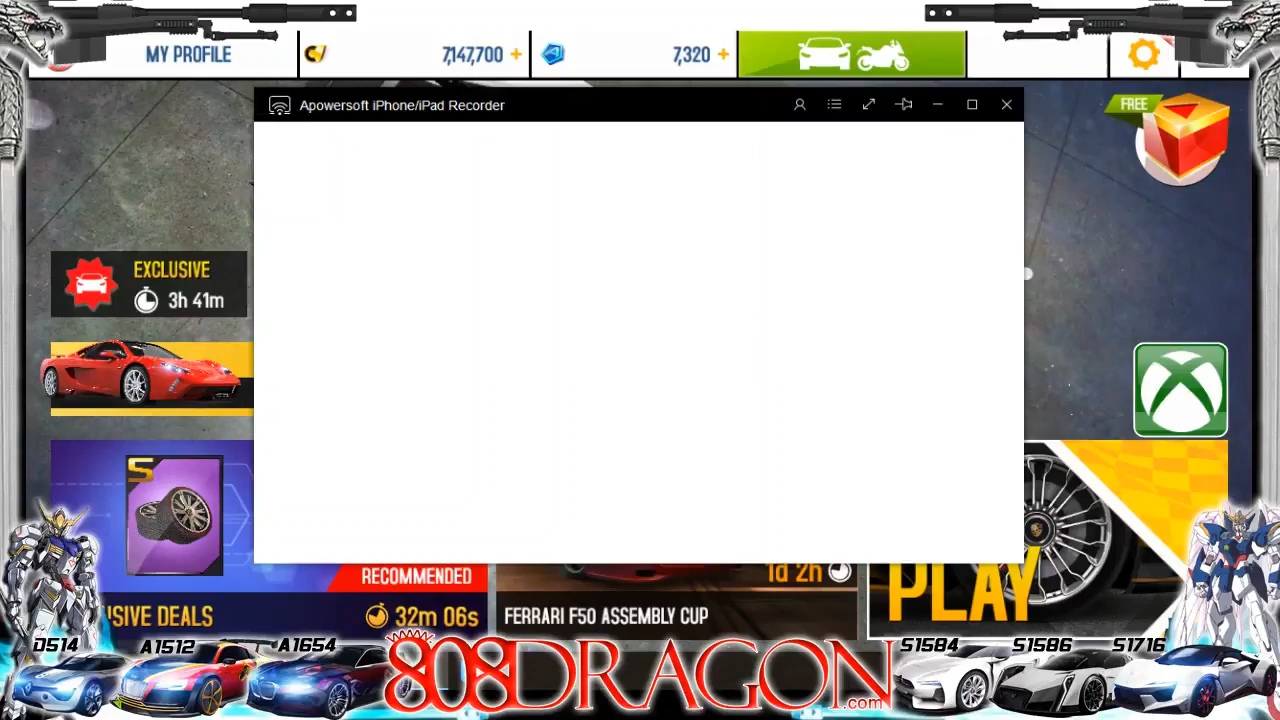 MY PROFILE
7,147,700 +
7,320 +
Apowersoft iPhone/iPad Recorder
FREE
EXCLUSIVE
3h 41m
S
RECOMMENDED
USIVE DEALS
32m 06s
1d 2h
FERRARI F50 ASSEMBLY CUP
PLAY
D514
A1512
A1654
808DRAGON.com
S1584
S1586
S1716